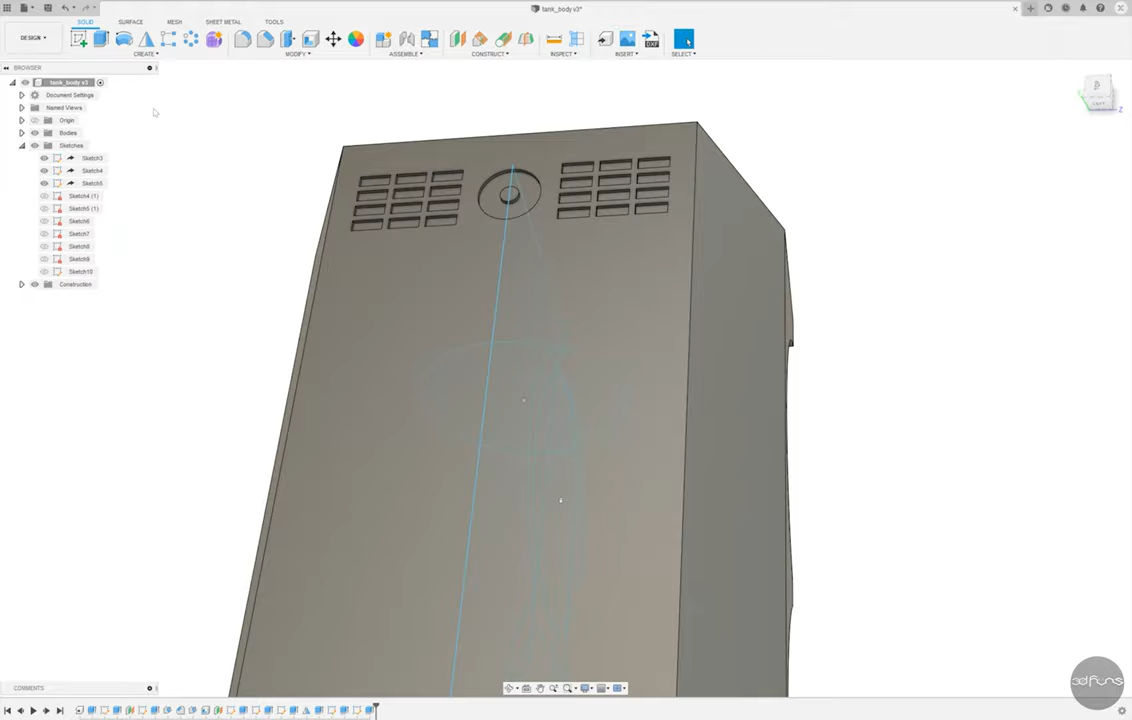 tank_body v3*
DESIGN
SOLID
SURFACE
MESH
SHEET METAL
TOOLS
CREATE
MODIFY
ASSEMBLE
CONSTRUCT
INSPECT
INSERT
SELECT
BROWSER
tank_body v3
Document Settings
Named Views
Origin
Bodies
Sketches
Sketch3
Sketch4
Sketch5
Sketch4 (1)
Sketch5 (1)
Sketch6
Sketch7
Sketch8
Sketch9
Sketch10
Construction
LEFT
Z
COMMENTS
3dfuns